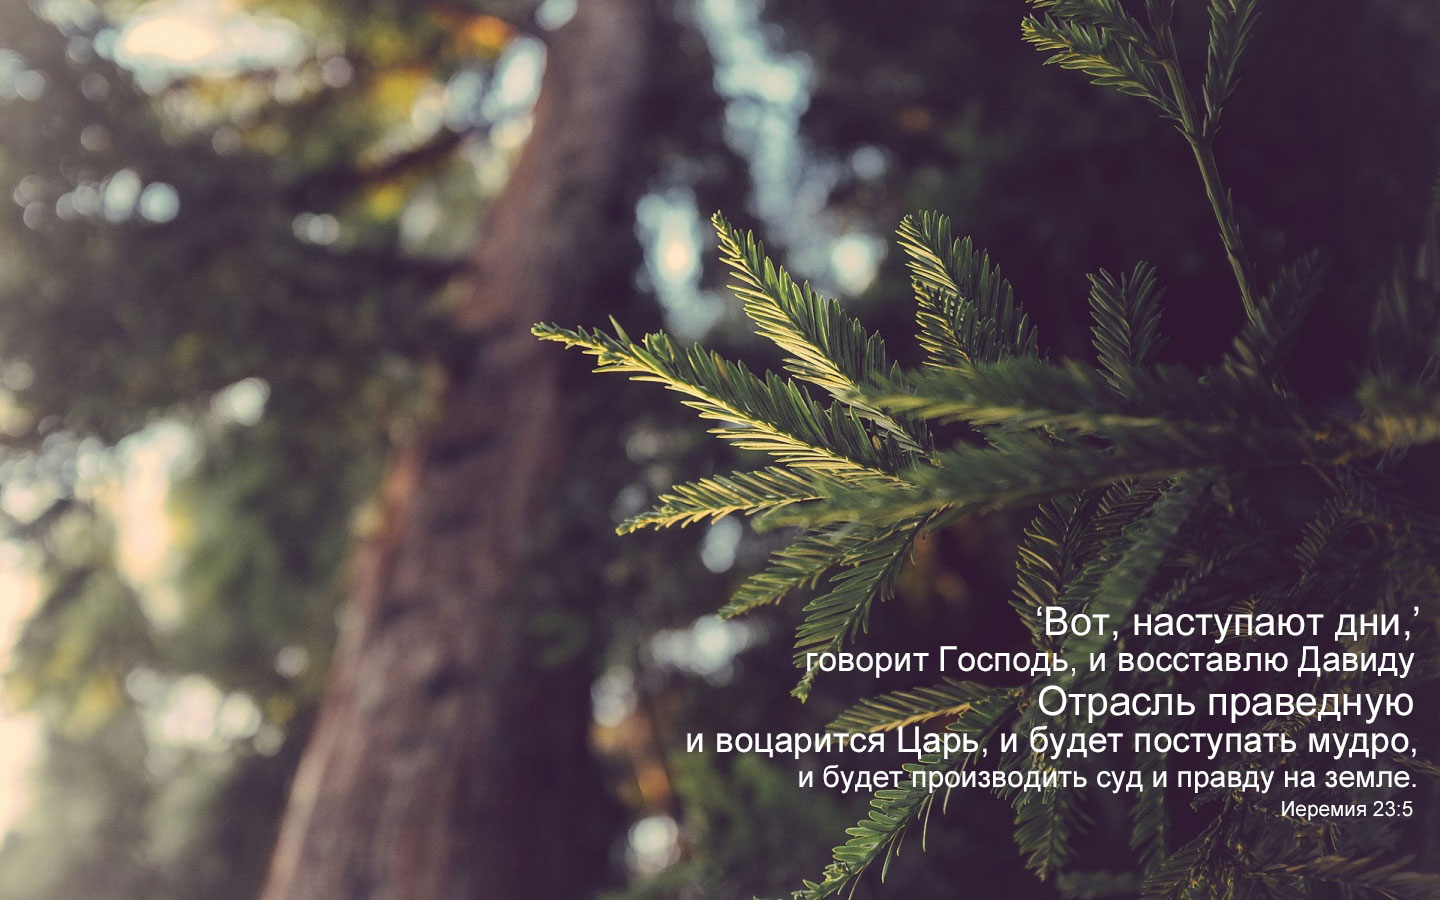 ‘Вот, наступают дни,’
говорит Господь, и восставлю Давиду
Отрасль праведную
и воцарится Царь, и будет поступать мудро,
и будет производить суд и правду на земле.
Иеремия 23:5